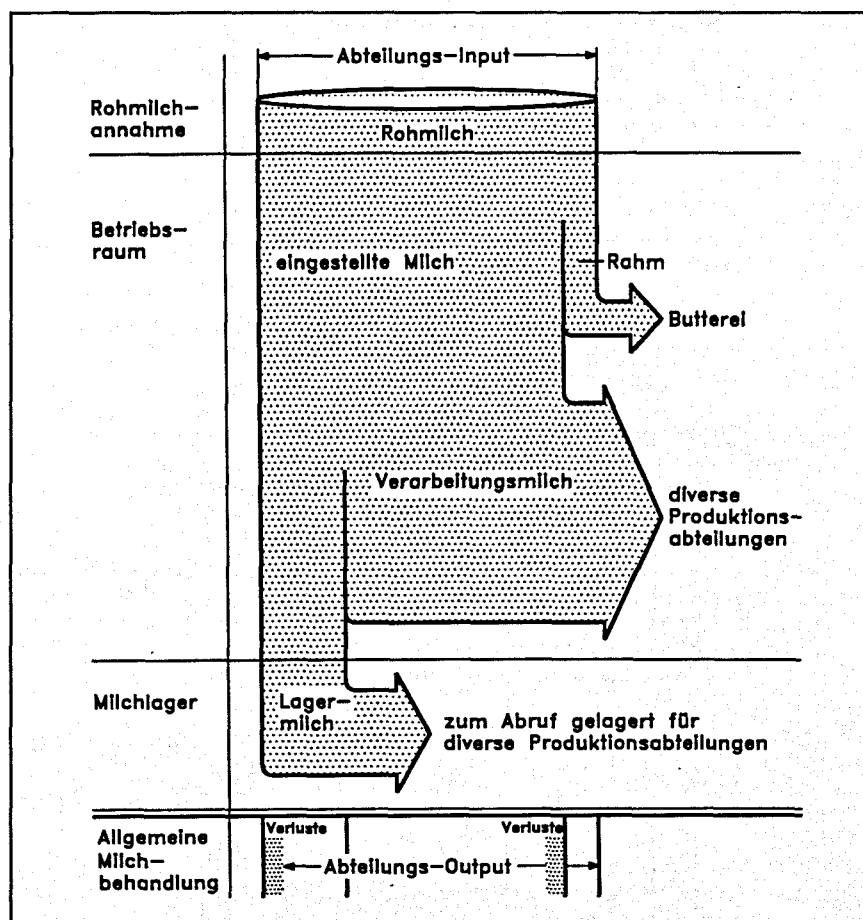 Abteilungs-Input
Rohmilch-
annahme
Rohmilch
Betriebs-
raum
eingestellte Milch
Rahm
Butterei
Verarbeitungsmilch
diverse
Produktions-
abteilungen
Milchlager
Lager-
milch
zum Abruf gelagert für
diverse Produktionsabteilungen
Allgemeine
Milch-
behandlung
Verluste
Verluste
Abteilungs-Output